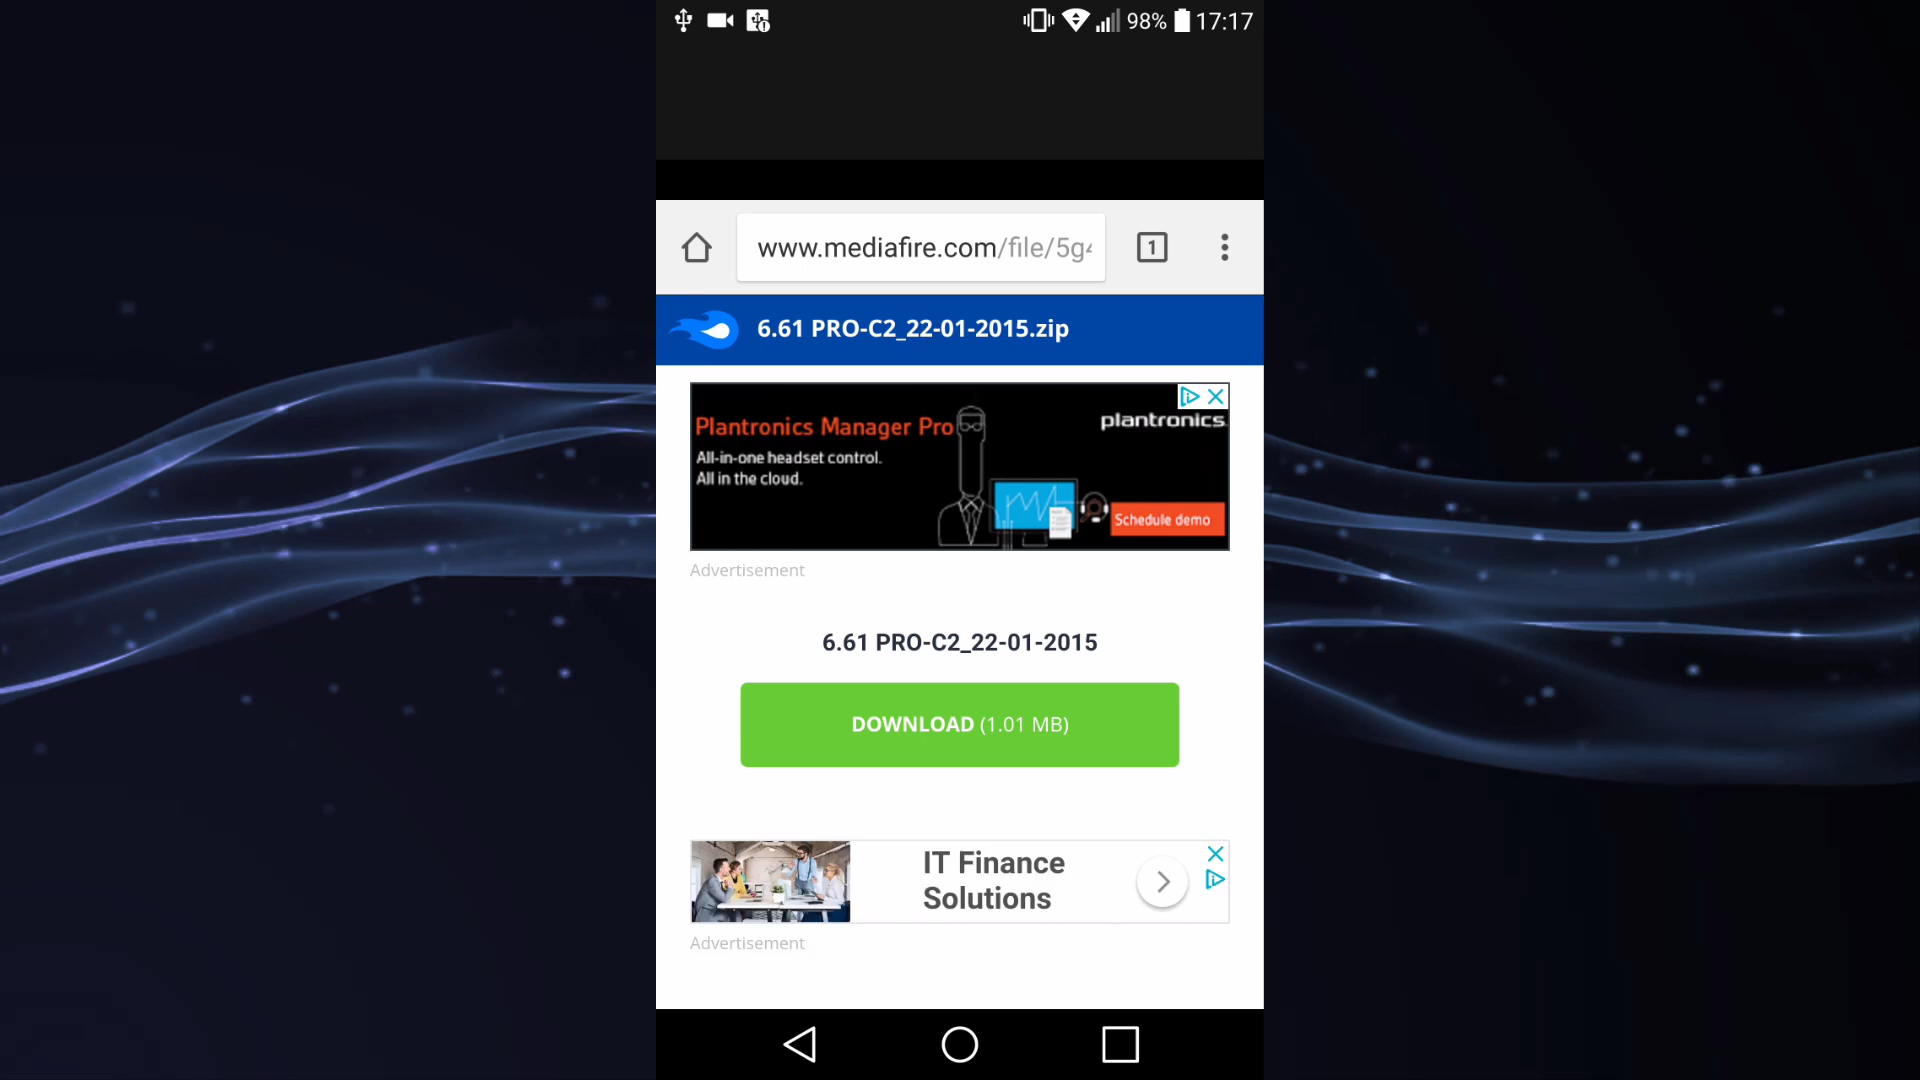 98% 17:17
www.mediafire.com/file/5g
1
6.61 PRO-C2_22-01-2015.zip
Plantronics Manager Pro
plantronics
All-in-one headset control.
All in the cloud.
Schedule demo
Advertisement
6.61 PRO-C2_22-01-2015
DOWNLOAD (1.01 MB)
IT Finance
Solutions
Advertisement